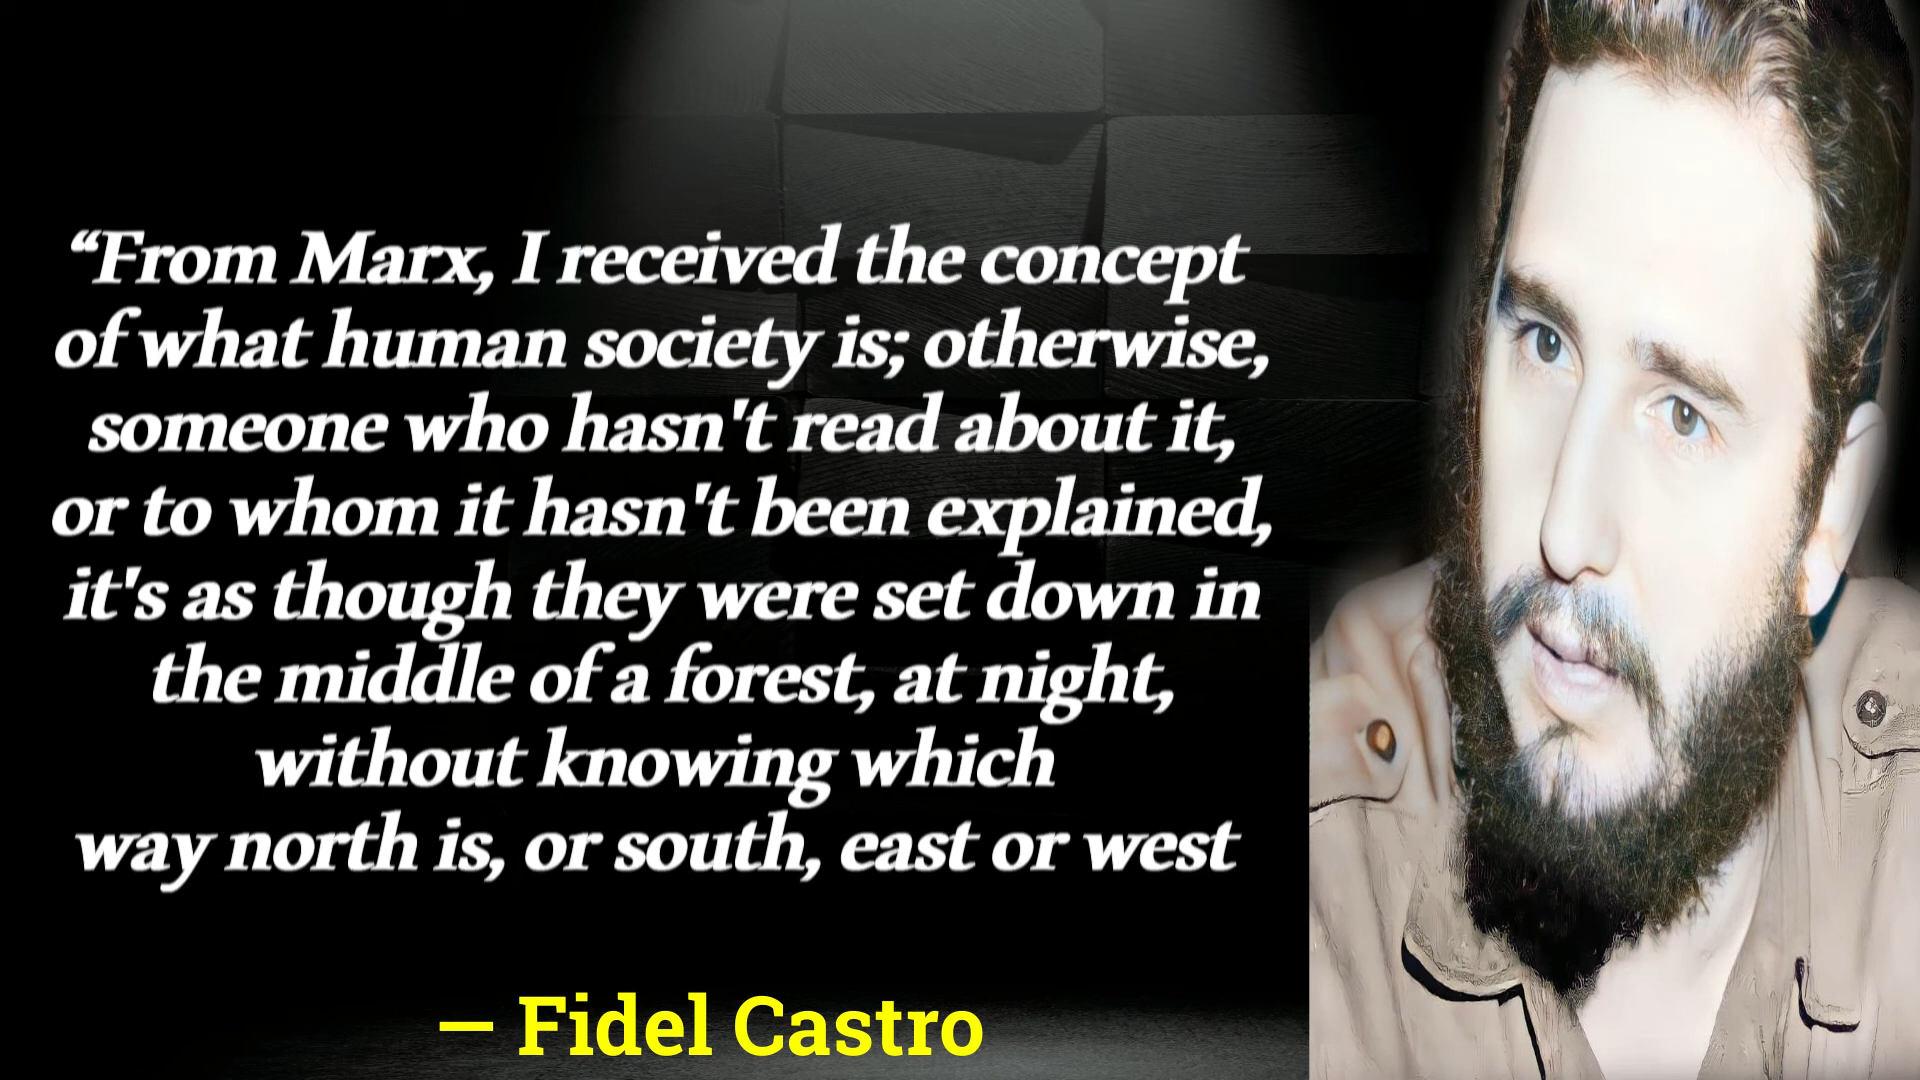 “From Marx, I received the concept
of what human society is; otherwise,
someone who hasn't read about it,
or to whom it hasn't been explained,
it's as though they were set down in
the middle of a forest, at night,
without knowing which
way north is, or south, east or west
— Fidel Castro